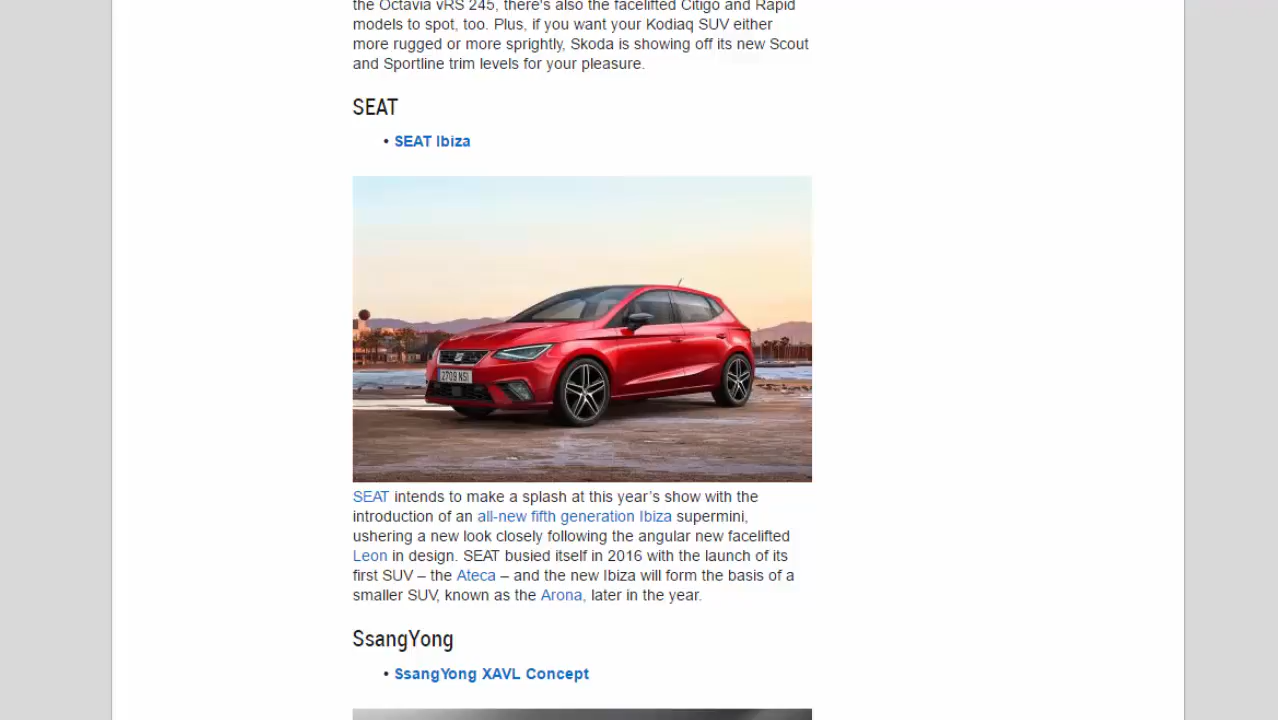 the Octavia vRS 245, there's also the facelifted Citigo and Rapid
models to spot, too. Plus, if you want your Kodiaq SUV either
more rugged or more sprightly, Skoda is showing off its new Scout
and Sportline trim levels for your pleasure.
SEAT
• SEAT Ibiza
2709 NSI
SEAT intends to make a splash at this year’s show with the
introduction of an all-new fifth generation Ibiza supermini,
ushering a new look closely following the angular new facelifted
Leon in design. SEAT busied itself in 2016 with the launch of its
first SUV – the Ateca – and the new Ibiza will form the basis of a
smaller SUV, known as the Arona, later in the year.
SsangYong
• SsangYong XAVL Concept